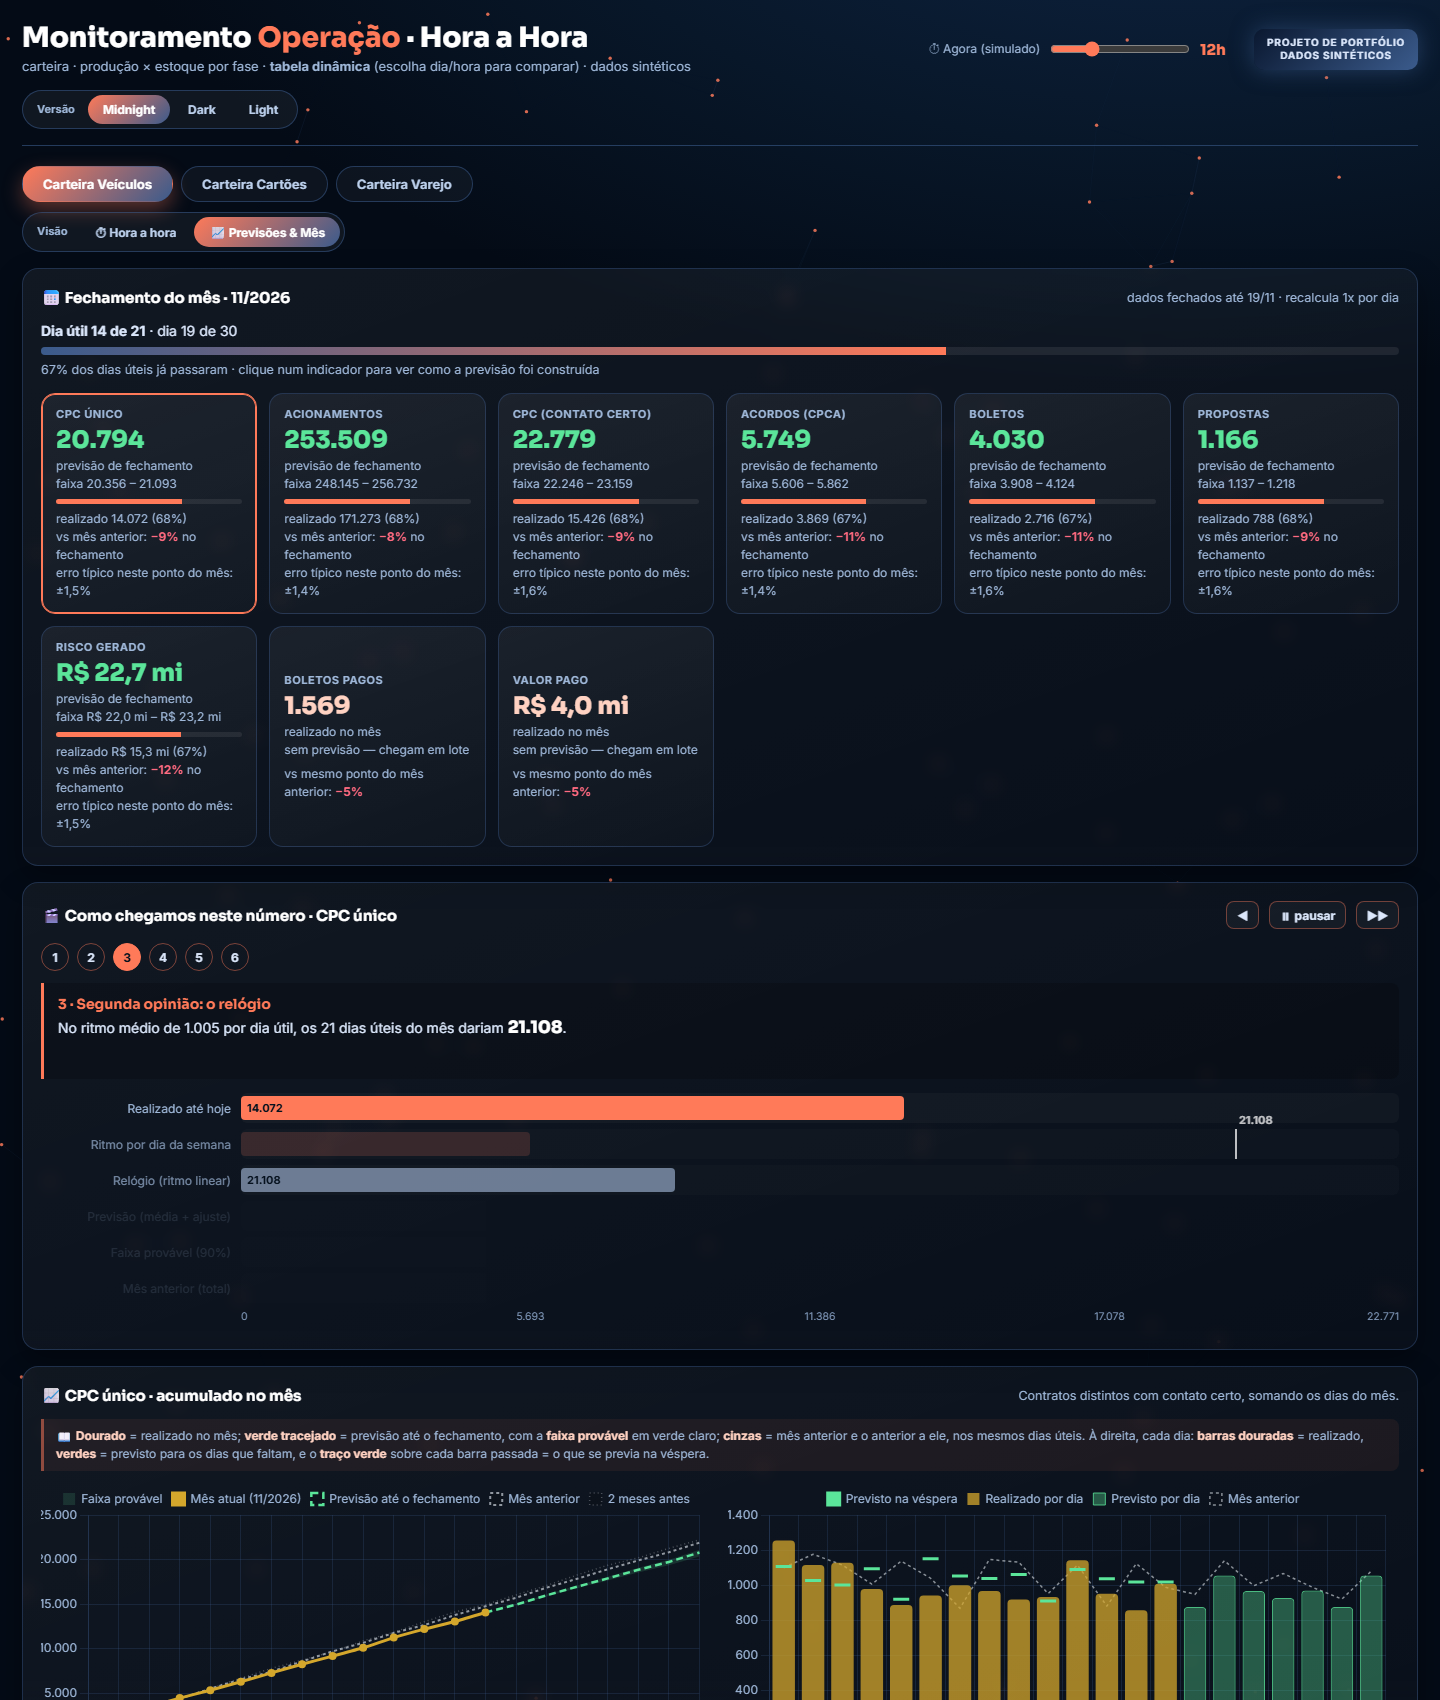 Monitoramento Operação · Hora a Hora
carteira · produção × estoque por fase · tabela dinâmica (escolha dia/hora para comparar) · dados sintéticos
⏱ Agora (simulado) 12h
PROJETO DE PORTFÓLIO
DADOS SINTÉTICOS
Versão Midnight Dark Light
Carteira Veículos Carteira Cartões Carteira Varejo
Visão ⏱ Hora a hora 📈 Previsões & Mês
📅 Fechamento do mês · 11/2026
dados fechados até 19/11 · recalcula 1x por dia
Dia útil 14 de 21 · dia 19 de 30
67% dos dias úteis já passaram · clique num indicador para ver como a previsão foi construída
CPC ÚNICO
20.794
previsão de fechamento
faixa 20.356 – 21.093
realizado 14.072 (68%)
vs mês anterior: −9% no
fechamento
erro típico neste ponto do mês:
±1,5%
ACIONAMENTOS
253.509
previsão de fechamento
faixa 248.145 – 256.732
realizado 171.273 (68%)
vs mês anterior: −8% no
fechamento
erro típico neste ponto do mês:
±1,4%
CPC (CONTATO CERTO)
22.779
previsão de fechamento
faixa 22.246 – 23.159
realizado 15.426 (68%)
vs mês anterior: −9% no
fechamento
erro típico neste ponto do mês:
±1,6%
ACORDOS (CPCA)
5.749
previsão de fechamento
faixa 5.606 – 5.862
realizado 3.869 (67%)
vs mês anterior: −11% no
fechamento
erro típico neste ponto do mês:
±1,4%
BOLETOS
4.030
previsão de fechamento
faixa 3.908 – 4.124
realizado 2.716 (67%)
vs mês anterior: −11% no
fechamento
erro típico neste ponto do mês:
±1,6%
PROPOSTAS
1.166
previsão de fechamento
faixa 1.137 – 1.218
realizado 788 (68%)
vs mês anterior: −9% no
fechamento
erro típico neste ponto do mês:
±1,6%
RISCO GERADO
R$ 22,7 mi
previsão de fechamento
faixa R$ 22,0 mi – R$ 23,2 mi
realizado R$ 15,3 mi (67%)
vs mês anterior: −12% no
fechamento
erro típico neste ponto do mês:
±1,5%
BOLETOS PAGOS
1.569
realizado no mês
sem previsão — chegam em lote
vs mesmo ponto do mês
anterior: −5%
VALOR PAGO
R$ 4,0 mi
realizado no mês
sem previsão — chegam em lote
vs mesmo ponto do mês
anterior: −5%
🎬 Como chegamos neste número · CPC único
◀ ⏸ pausar ▶▶
1 2 3 4 5 6
3 · Segunda opinião: o relógio
No ritmo médio de 1.005 por dia útil, os 21 dias úteis do mês dariam 21.108.
Realizado até hoje 14.072
21.108
Ritmo por dia da semana
Relógio (ritmo linear) 21.108
Previsão (média + ajuste)
Faixa provável (90%)
Mês anterior (total)
0 5.693 11.386 17.078 22.771
📈 CPC único · acumulado no mês
Contratos distintos com contato certo, somando os dias do mês.
📖 Dourado = realizado no mês; verde tracejado = previsão até o fechamento, com a faixa provável em verde claro; cinzas = mês anterior e o anterior a ele, nos mesmos dias úteis. À direita, cada dia: barras douradas = realizado,
verdes = previsto para os dias que faltam, e o traço verde sobre cada barra passada = o que se previa na véspera.
Faixa provável Mês atual (11/2026) Previsão até o fechamento Mês anterior 2 meses antes
25.000
20.000
15.000
10.000
5.000
Previsto na véspera Realizado por dia Previsto por dia Mês anterior
1.400
1.200
1.000
800
600
400